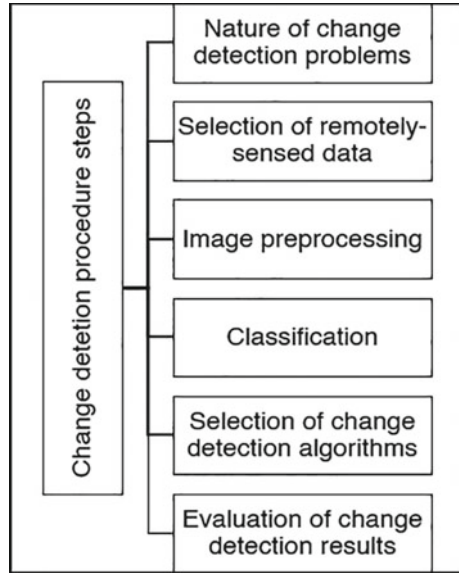 Change detetion procedure steps
Nature of change
detection problems
Selection of remotely-
sensed data
Image preprocessing
Classification
Selection of change
detection algorithms
Evaluation of change
detection results